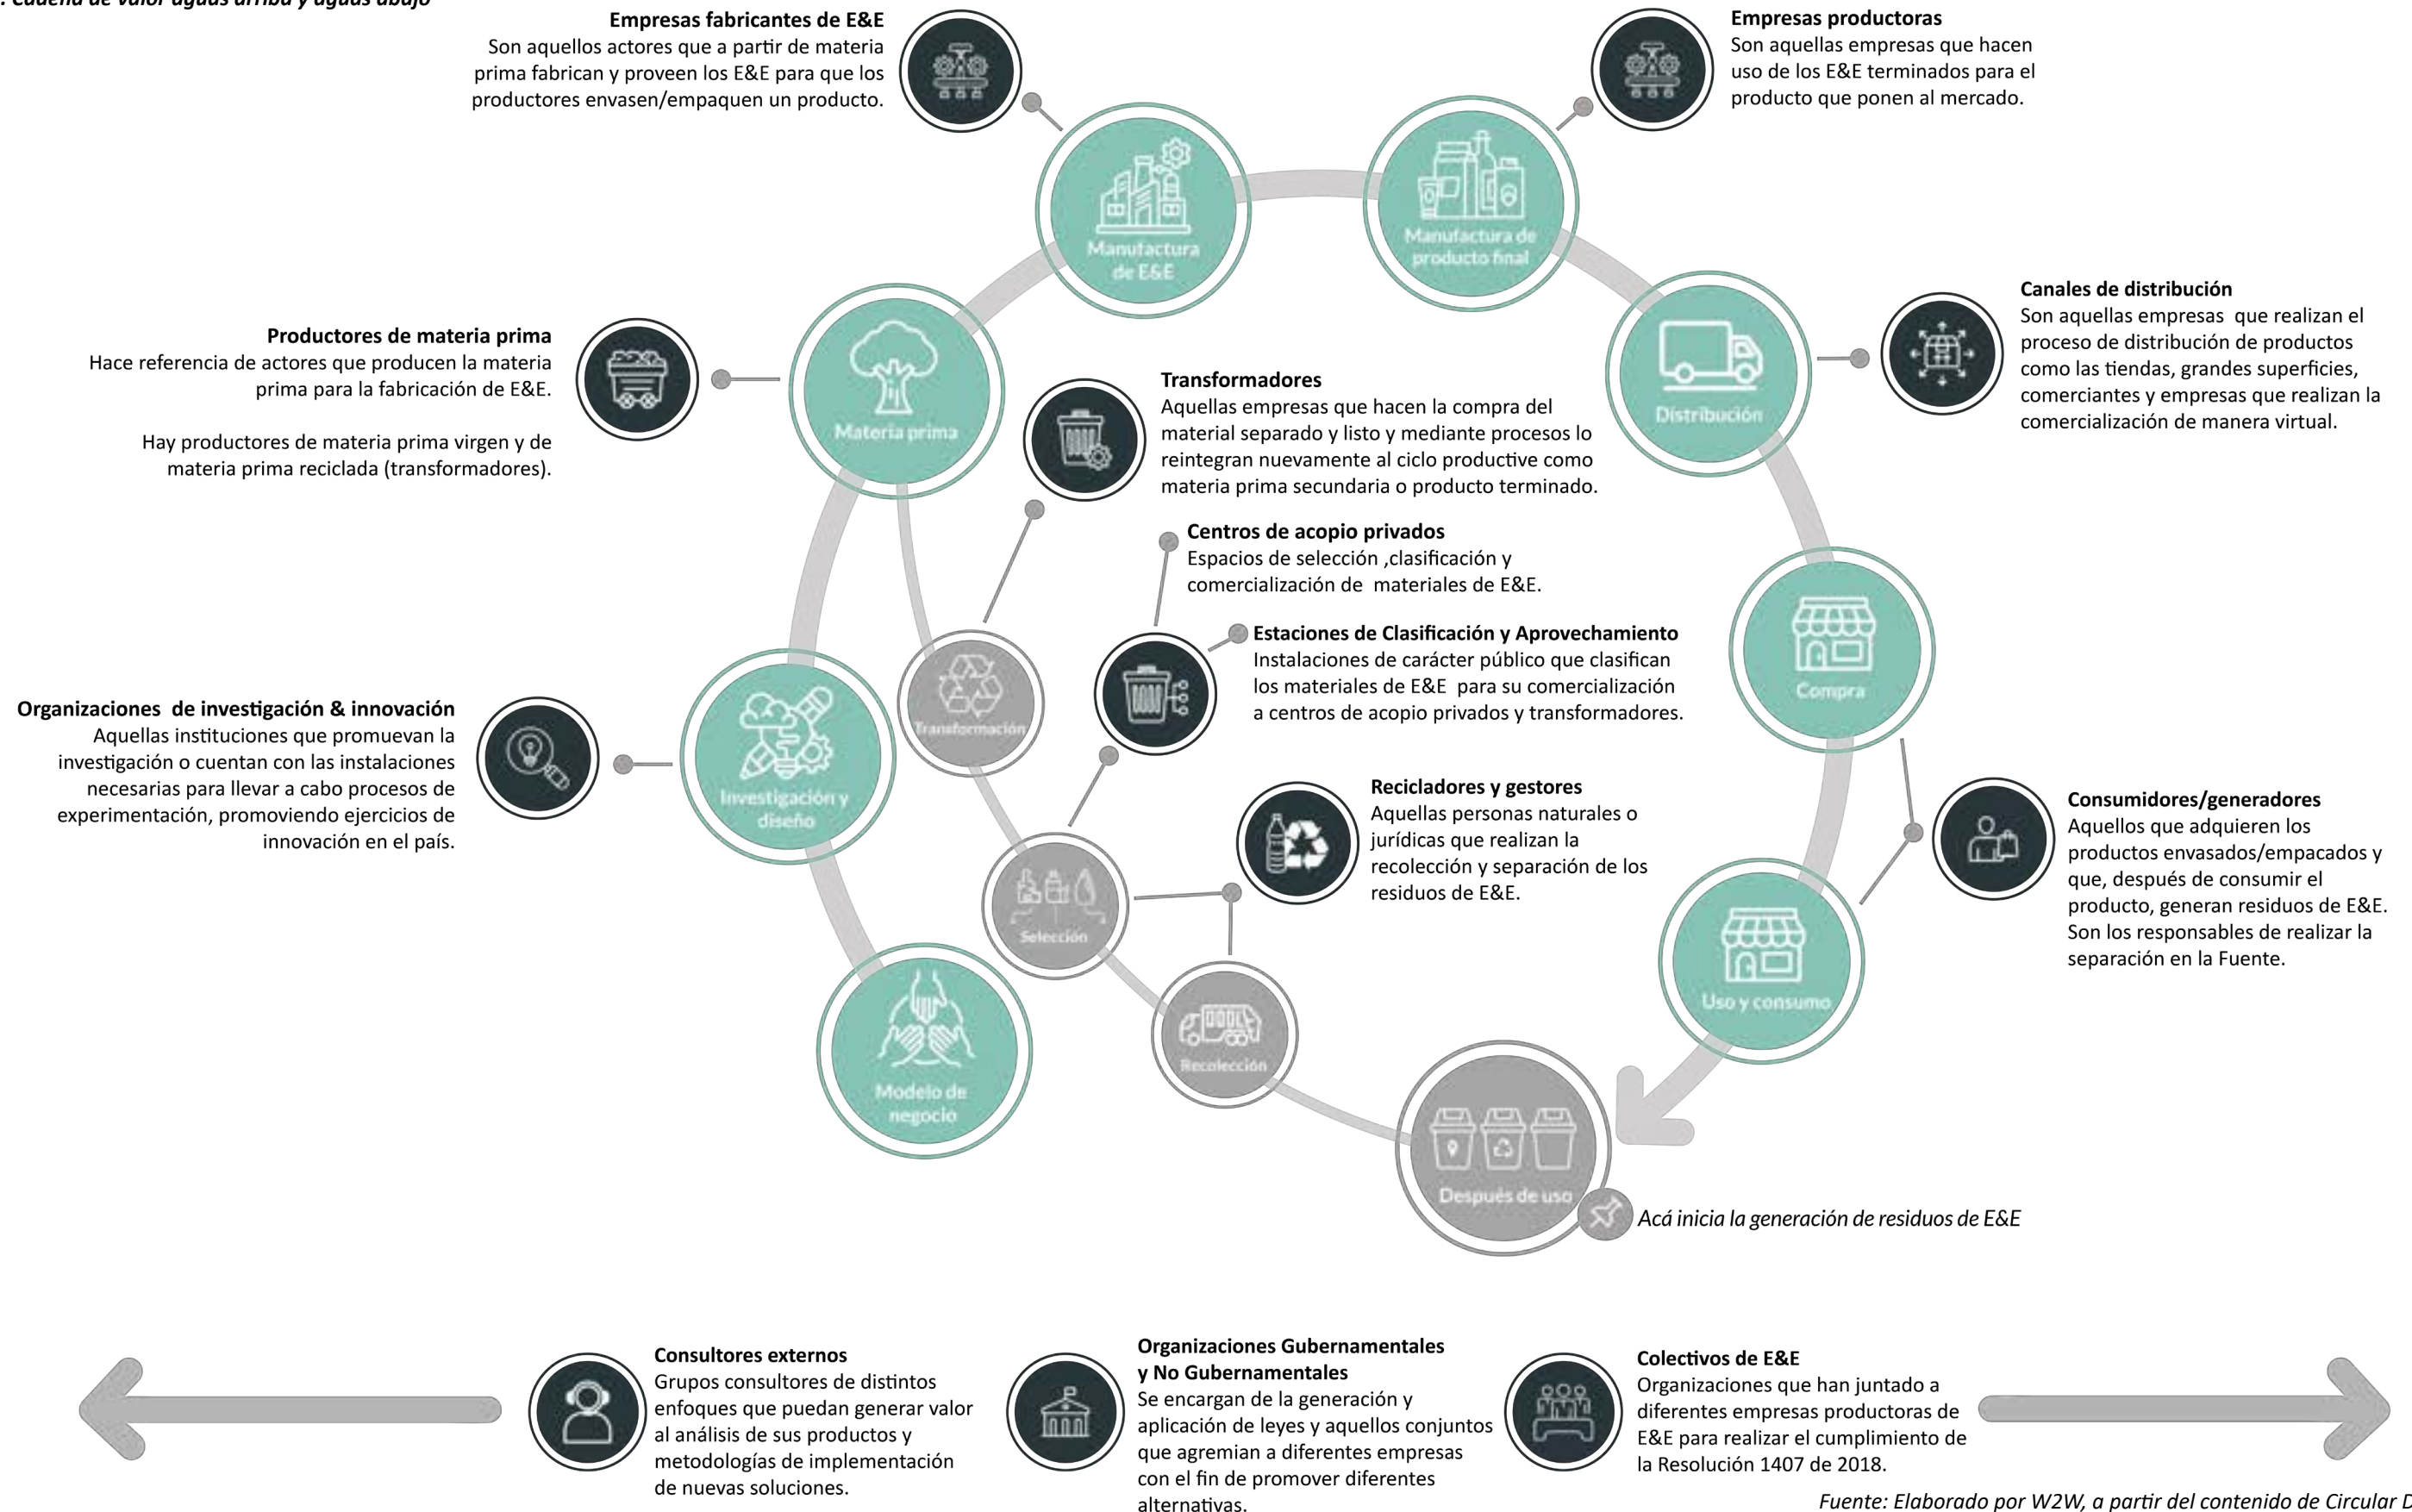 : Cadena de valor aguas arriba y aguas abajo
Empresas fabricantes de E&E
Son aquellos actores que a partir de materia
prima fabrican y proveen los E&E para que los
productores envasen/empaquen un producto.
Empresas productoras
Son aquellas empresas que hacen
uso de los E&E terminados para el
producto que ponen al mercado.
Manufactura
de E&E
Manufactura de
producto final
Productores de materia prima
Hace referencia de actores que producen la materia
prima para la fabricación de E&E.
Hay productores de materia prima virgen y de
materia prima reciclada (transformadores).
Materia prima
Distribución
Canales de distribución
Son aquellas empresas que realizan el
proceso de distribución de productos
como las tiendas, grandes superficies,
comerciantes y empresas que realizan la
comercialización de manera virtual.
Transformadores
Aquellas empresas que hacen la compra del
material separado y listo y mediante procesos lo
reintegran nuevamente al ciclo productive como
materia prima secundaria o producto terminado.
Centros de acopio privados
Espacios de selección ,clasificación y
comercialización de materiales de E&E.
Estaciones de Clasificación y Aprovechamiento
Instalaciones de carácter público que clasifican
los materiales de E&E para su comercialización
a centros de acopio privados y transformadores.
Compra
Transformación
Organizaciones de investigación & innovación
Aquellas instituciones que promuevan la
investigación o cuentan con las instalaciones
necesarias para llevar a cabo procesos de
experimentación, promoviendo ejercicios de
innovación en el país.
Investigación y
diseño
Recicladores y gestores
Aquellas personas naturales o
jurídicas que realizan la
recolección y separación de los
residuos de E&E.
Consumidores/generadores
Aquellos que adquieren los
productos envasados/empacados y
que, después de consumir el
producto, generan residuos de E&E.
Son los responsables de realizar la
separación en la Fuente.
Selección
Uso y consumo
Recolección
Modelo de
negocio
Después de uso
Acá inicia la generación de residuos de E&E
Consultores externos
Grupos consultores de distintos
enfoques que puedan generar valor
al análisis de sus productos y
metodologías de implementación
de nuevas soluciones.
Organizaciones Gubernamentales
y No Gubernamentales
Se encargan de la generación y
aplicación de leyes y aquellos conjuntos
que agremian a diferentes empresas
con el fin de promover diferentes
alternativas.
Colectivos de E&E
Organizaciones que han juntado a
diferentes empresas productoras de
E&E para realizar el cumplimiento de
la Resolución 1407 de 2018.
Fuente: Elaborado por W2W, a partir del contenido de Circular D